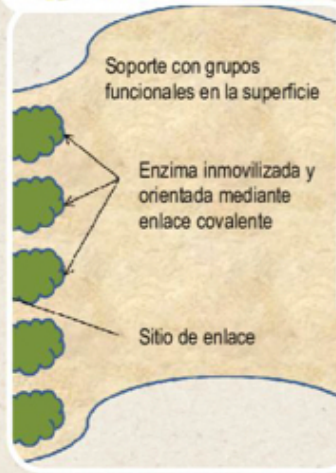 Soporte con grupos
funcionales en la superficie
Enzima inmovilizada y
orientada mediante
enlace covalente
Sitio de enlace